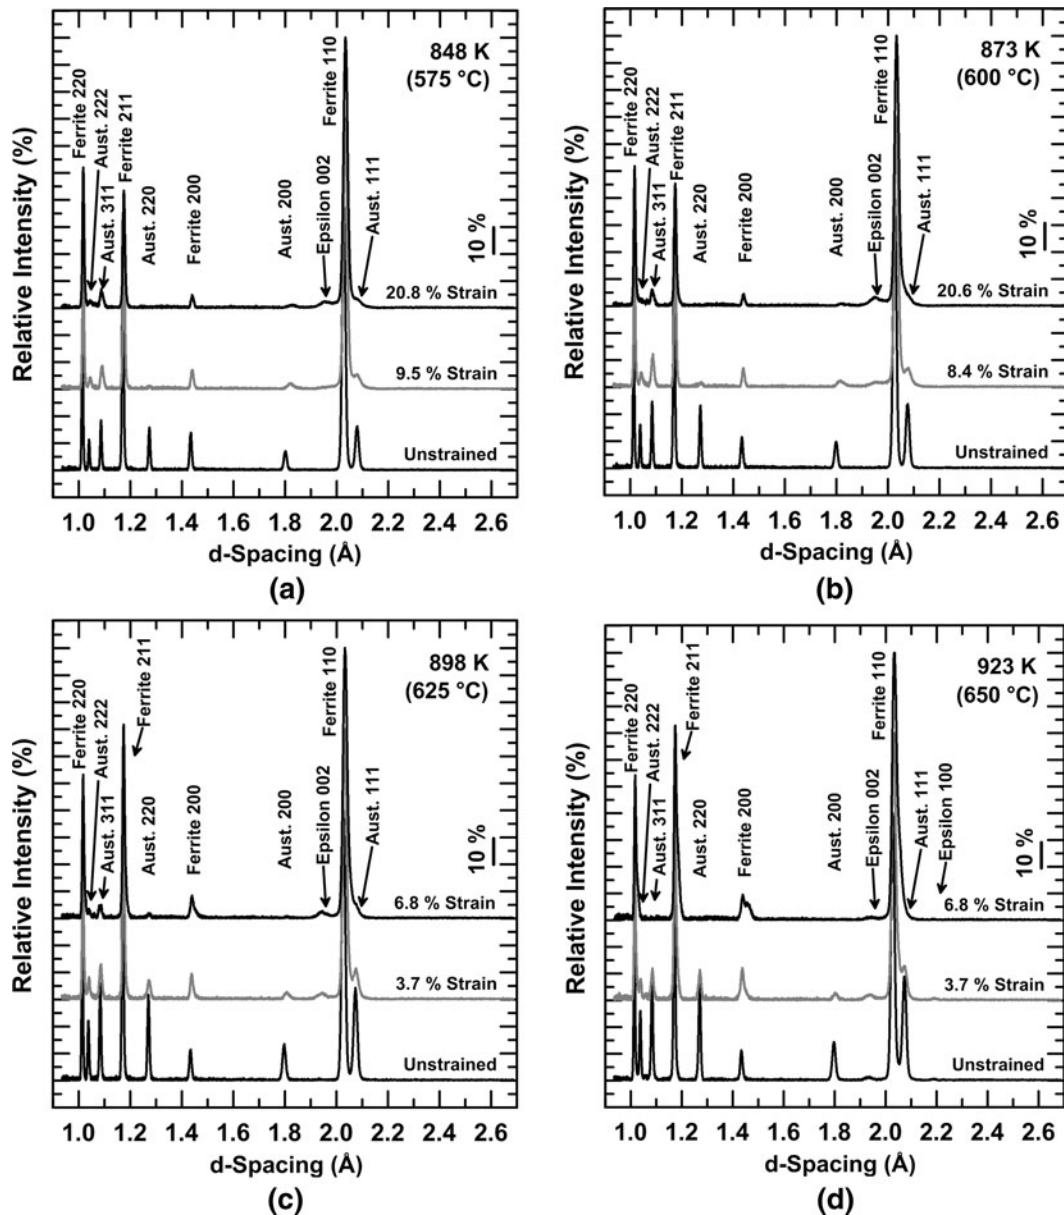 848 K
(575 °C)
Ferrite 220
Aust. 222
Aust. 311
Ferrite 211
Aust. 220
Ferrite 200
Aust. 200
Epsilon 002
Ferrite 110
Aust. 111
10 %
20.8 % Strain
9.5 % Strain
Unstrained
Relative Intensity (%)
1.0 1.2 1.4 1.6 1.8 2.0 2.2 2.4 2.6
d-Spacing (Å)
(a)
873 K
(600 °C)
Ferrite 220
Aust. 222
Aust. 311
Ferrite 211
Aust. 220
Ferrite 200
Aust. 200
Epsilon 002
Ferrite 110
Aust. 111
10 %
20.6 % Strain
8.4 % Strain
Unstrained
Relative Intensity (%)
1.0 1.2 1.4 1.6 1.8 2.0 2.2 2.4 2.6
d-Spacing (Å)
(b)
898 K
(625 °C)
Ferrite 220
Aust. 222
Aust. 311
Ferrite 211
Aust. 220
Ferrite 200
Aust. 200
Epsilon 002
Ferrite 110
Aust. 111
10 %
6.8 % Strain
3.7 % Strain
Unstrained
Relative Intensity (%)
1.0 1.2 1.4 1.6 1.8 2.0 2.2 2.4 2.6
d-Spacing (Å)
(c)
923 K
(650 °C)
Ferrite 220
Aust. 222
Aust. 311
Ferrite 211
Aust. 220
Ferrite 200
Aust. 200
Epsilon 002
Ferrite 110
Aust. 111
Epsilon 100
10 %
6.8 % Strain
3.7 % Strain
Unstrained
Relative Intensity (%)
1.0 1.2 1.4 1.6 1.8 2.0 2.2 2.4 2.6
d-Spacing (Å)
(d)